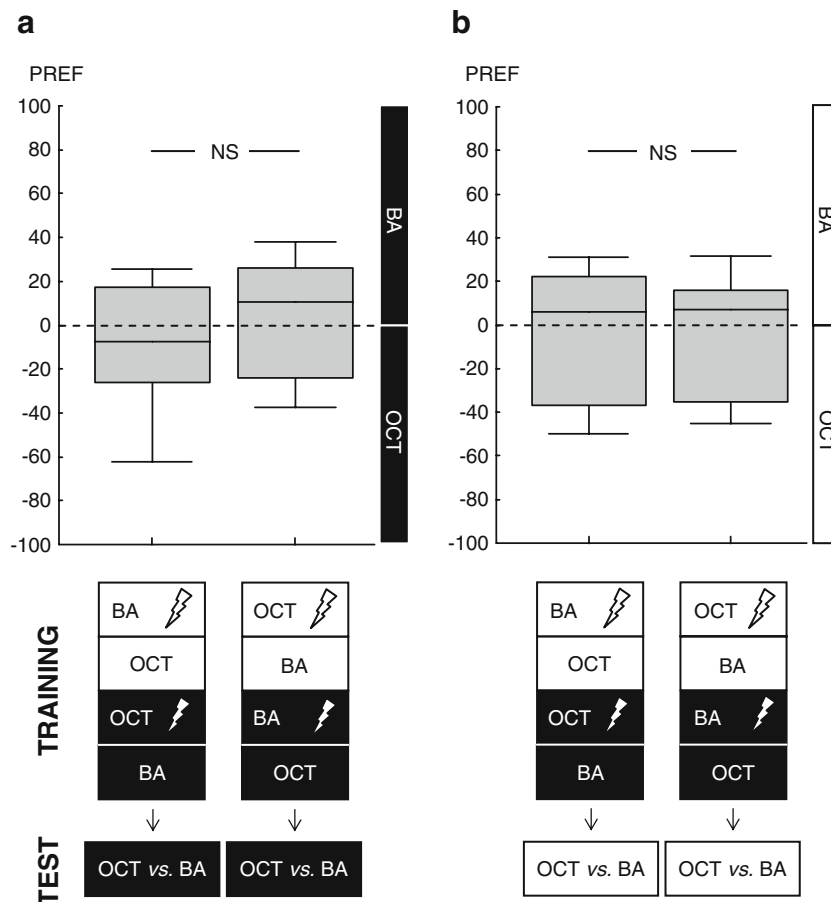 a
PREF
100
80
60
40
20
0
-20
-40
-60
-80
-100
NS
BA
OCT
b
PREF
100
80
60
40
20
0
-20
-40
-60
-80
-100
NS
BA
OCT
TRAINING
BA
OCT
OCT
BA
OCT
BA
BA
OCT
BA
OCT
OCT
BA
OCT
BA
BA
OCT
TEST
OCT vs. BA
OCT vs. BA
OCT vs. BA
OCT vs. BA